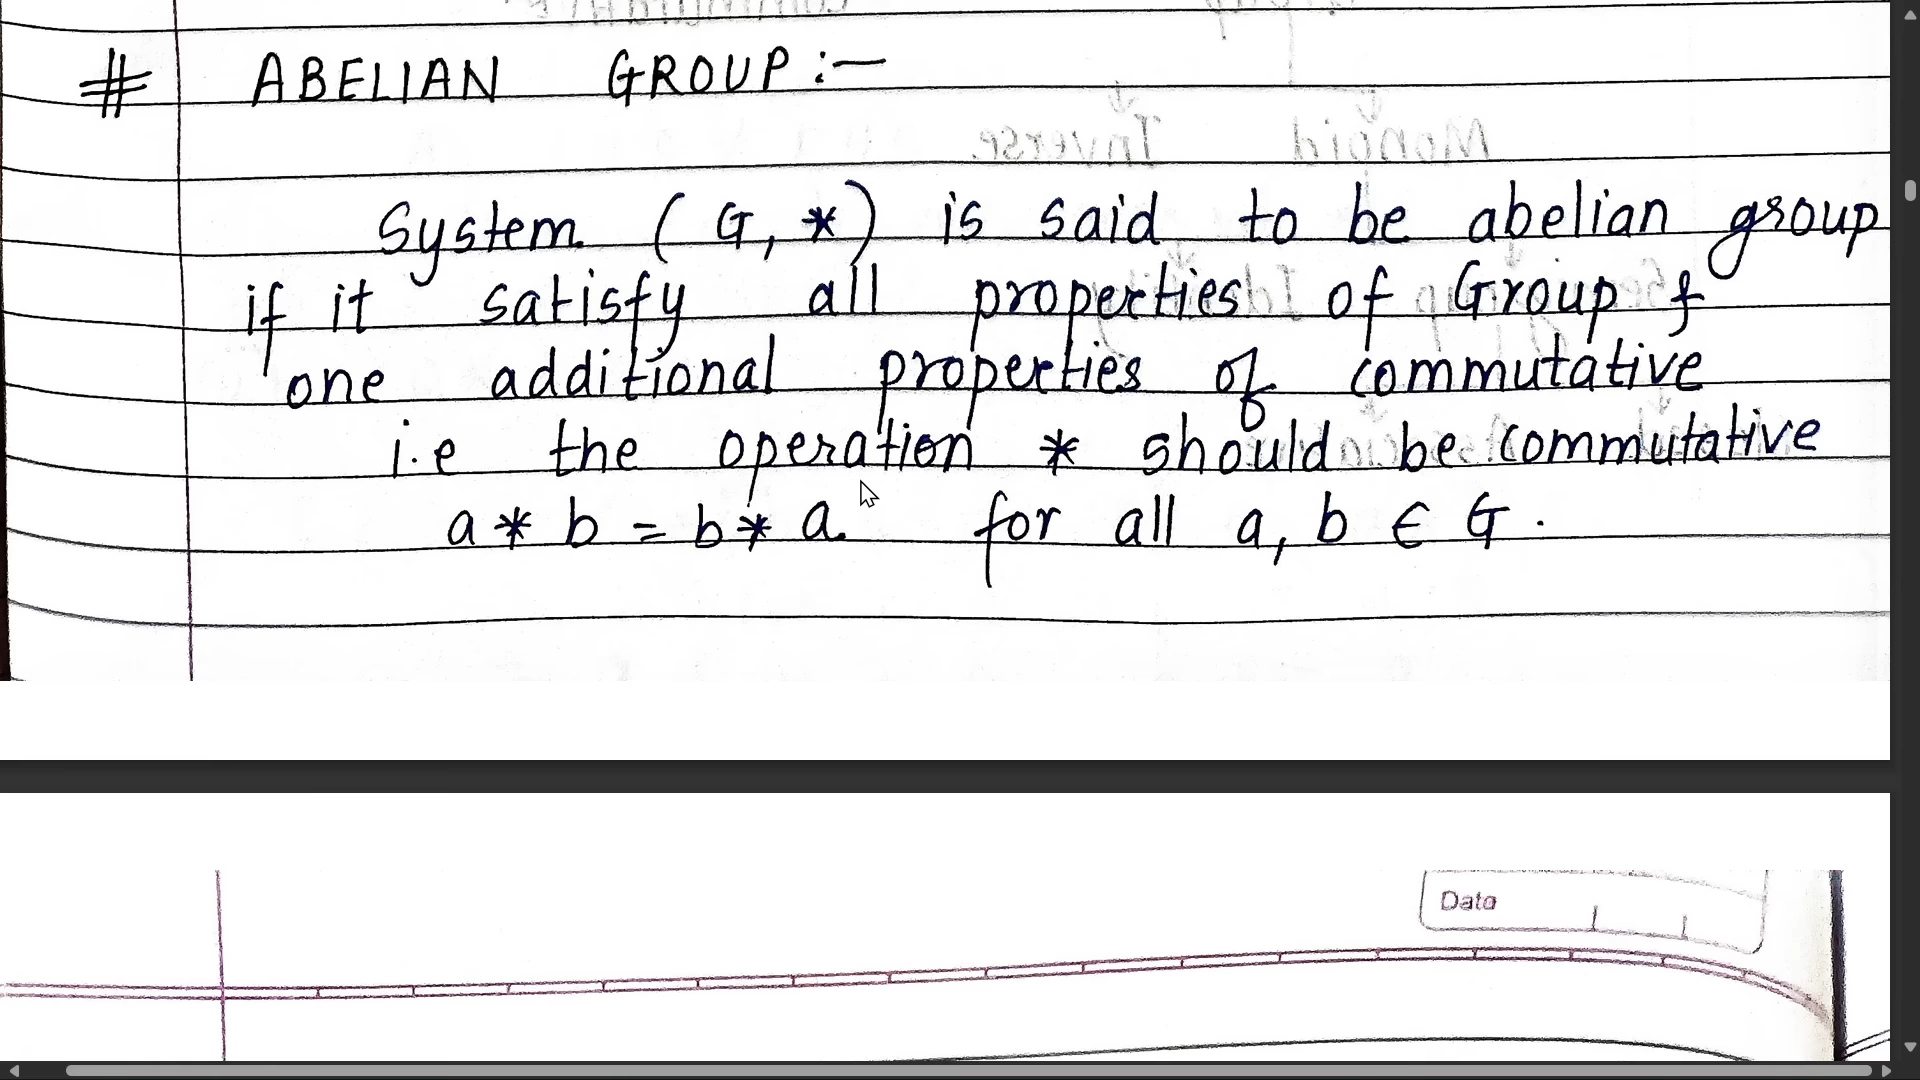 # ABELIAN GROUP :-
System (G, *) is said to be abelian group
if it satisfy all properties of Group &
one additional properties of commutative
i.e the operation * should be commutative
a * b = b * a. for all a, b ∈ G.
Date